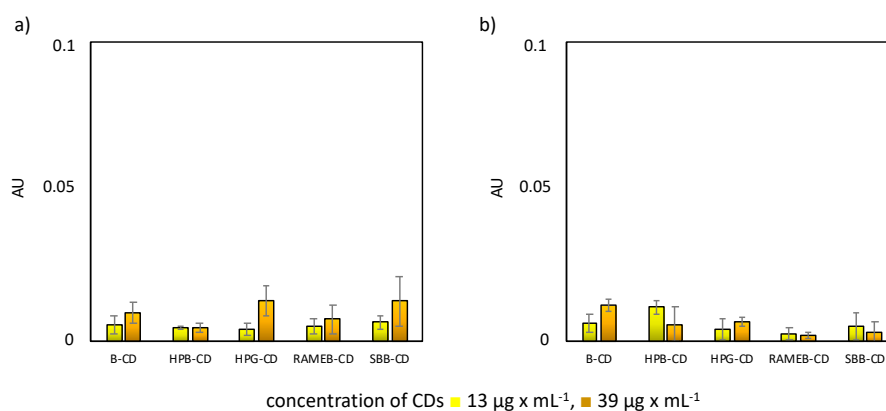 a)
0.1
0.05
0
AU
B-CD HPB-CD HPG-CD RAMEB-CD SBB-CD
b)
0.1
0.05
0
AU
B-CD HPB-CD HPG-CD RAMEB-CD SBB-CD
concentration of CDs 13 µg x mL⁻¹, 39 µg x mL⁻¹